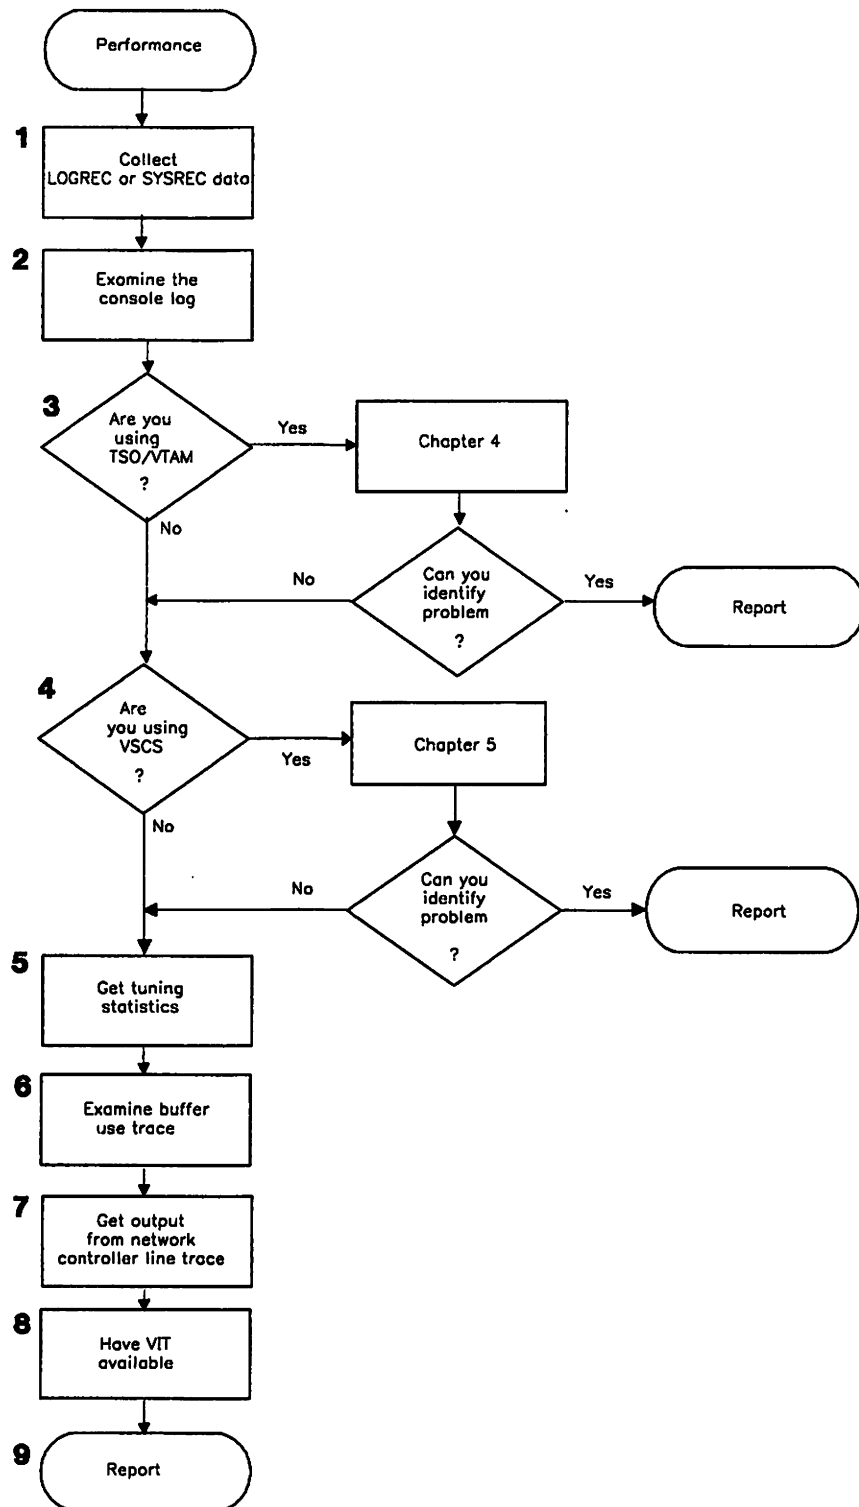 Performance
1
Collect
LOGREC or SYSREC data
2
Examine the
console log
3
Are you
using
TSO/VTAM
?
Yes
Chapter 4
No
No
Can you
identify
problem
?
Yes
Report
4
Are
you using
VSCS
?
Yes
Chapter 5
No
No
Can you
identify
problem
?
Yes
Report
5
Get tuning
statistics
6
Examine buffer
use trace
7
Get output
from network
controller line trace
8
Have VIT
available
9
Report